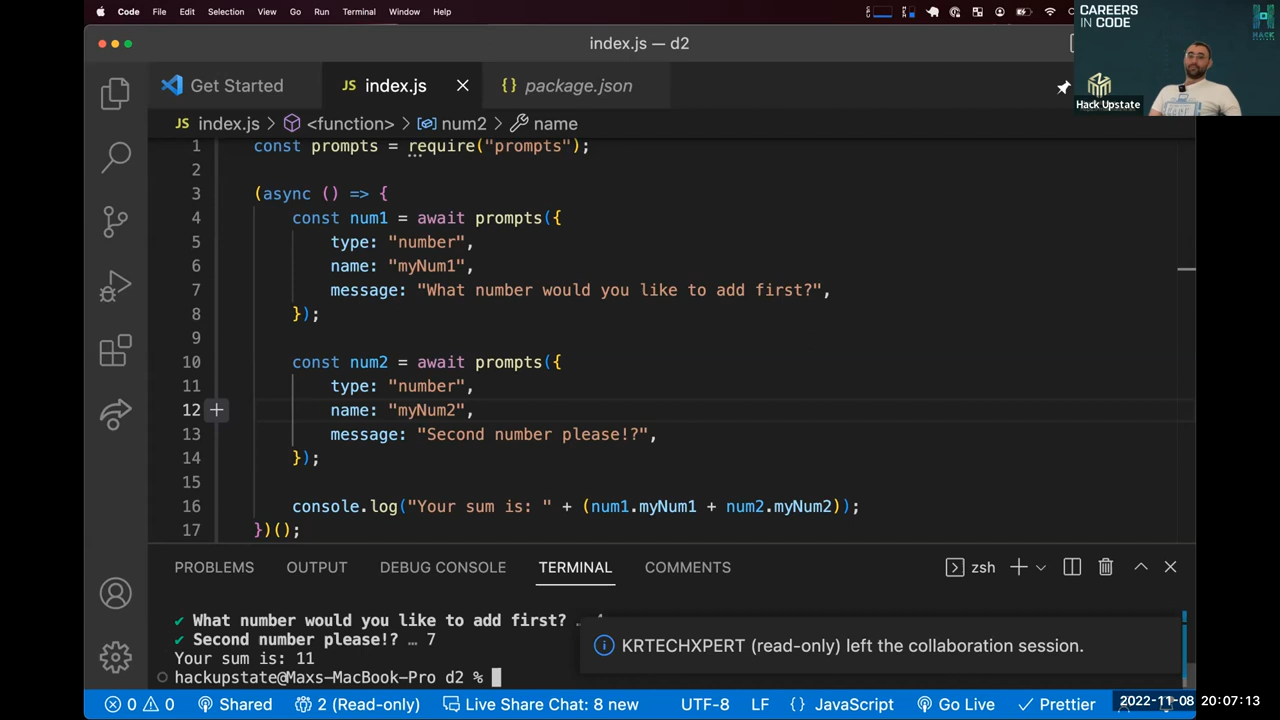 Code File Edit Selection View Go Run Terminal Window Help
CAREERS
IN
CODE
HACK
UPSTATE
Hack Upstate
index.js — d2
Get Started
JS index.js
{} package.json
JS index.js > <function> > num2 > name
1 const prompts = require("prompts");
2
3 (async () => {
4 const num1 = await prompts({
5 type: "number",
6 name: "myNum1",
7 message: "What number would you like to add first?",
8 });
9
10 const num2 = await prompts({
11 type: "number",
12 name: "myNum2",
13 message: "Second number please!?",
14 });
15
16 console.log("Your sum is: " + (num1.myNum1 + num2.myNum2));
17 })();
PROBLEMS OUTPUT DEBUG CONSOLE TERMINAL COMMENTS
zsh
✔ What number would you like to add first? …
✔ Second number please!? … 7
Your sum is: 11
hackupstate@Maxs-MacBook-Pro d2 %
KRTECHXPERT (read-only) left the collaboration session.
0 0 Shared 2 (Read-only) Live Share Chat: 8 new UTF-8 LF {} JavaScript Go Live Prettier
2022-11-08 20:07:13